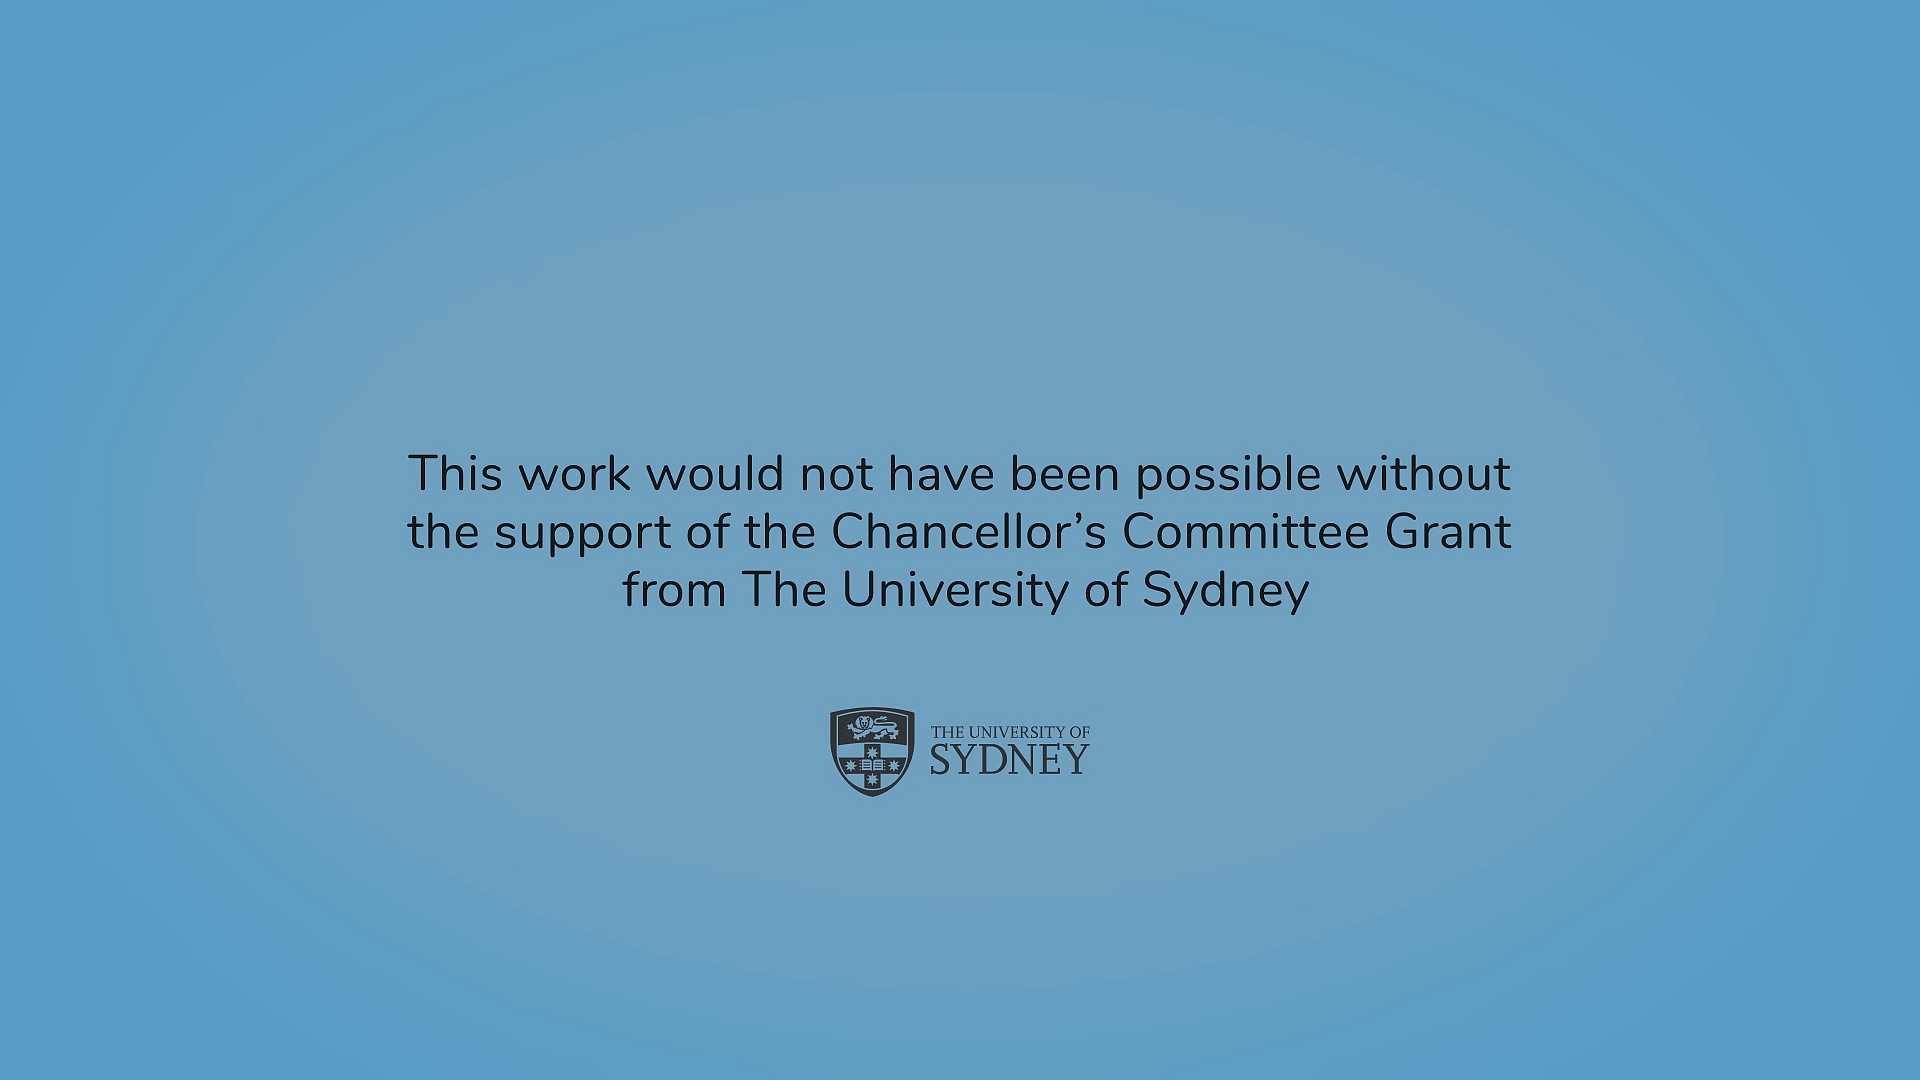 This work would not have been possible without
the support of the Chancellor’s Committee Grant
from The University of Sydney
THE UNIVERSITY OF
SYDNEY